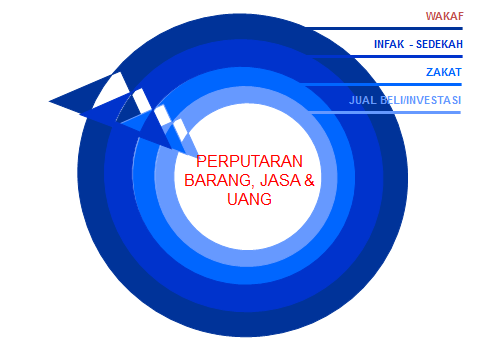 WAKAF
INFAK - SEDEKAH
ZAKAT
JUAL BELI/INVESTASI
PERPUTARAN
BARANG, JASA &
UANG